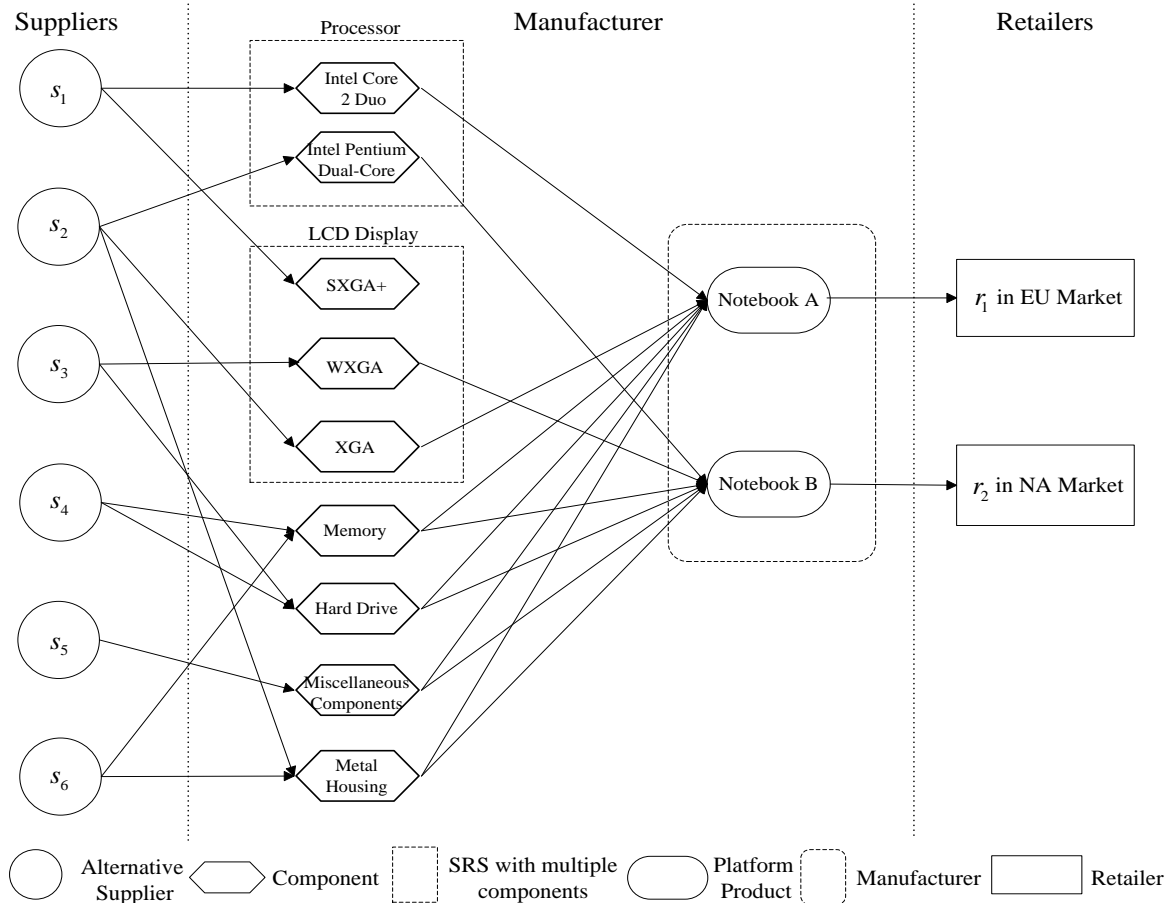 Suppliers
Manufacturer
Retailers
Processor
s₁
Intel Core
2 Duo
Intel Pentium
Dual-Core
s₂
LCD Display
SXGA+
Notebook A
r₁ in EU Market
s₃
WXGA
XGA
Notebook B
r₂ in NA Market
s₄
Memory
Hard Drive
s₅
Miscellaneous
Components
s₆
Metal
Housing
Alternative
Supplier
Component
SRS with multiple
components
Platform
Product
Manufacturer
Retailer